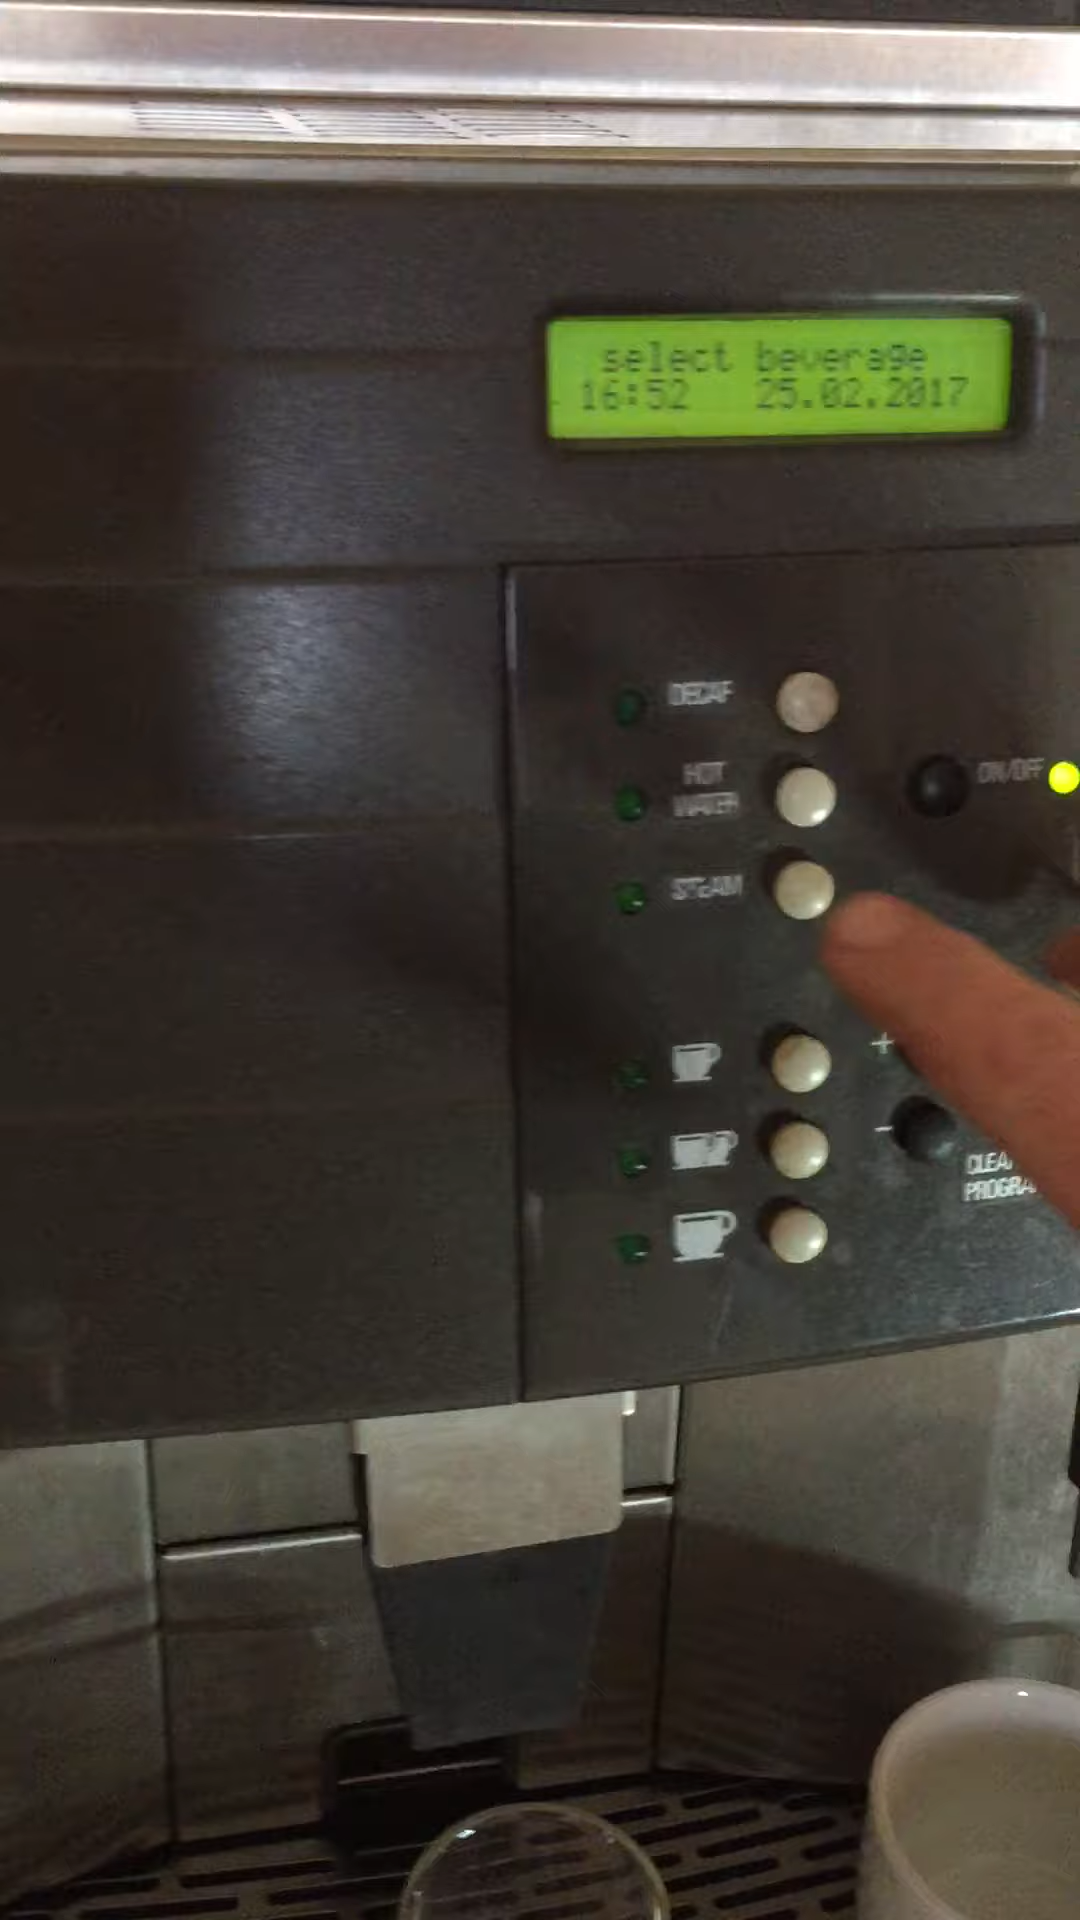 select beverage
16:52 25.02.2017
DECAF
HOT
WATER
ON/OFF
STEAM
+
-